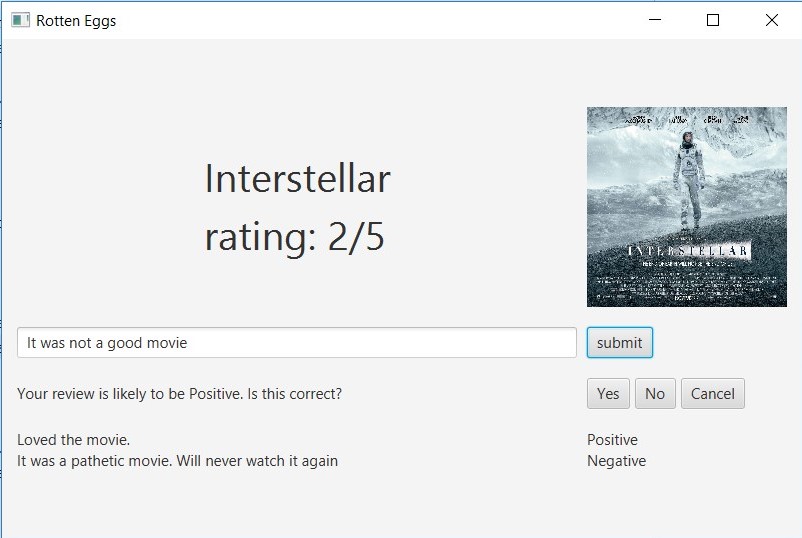 Rotten Eggs
Interstellar
rating: 2/5
INTERSTELLAR
It was not a good movie
submit
Your review is likely to be Positive. Is this correct?
Yes No Cancel
Loved the movie. Positive
It was a pathetic movie. Will never watch it again Negative